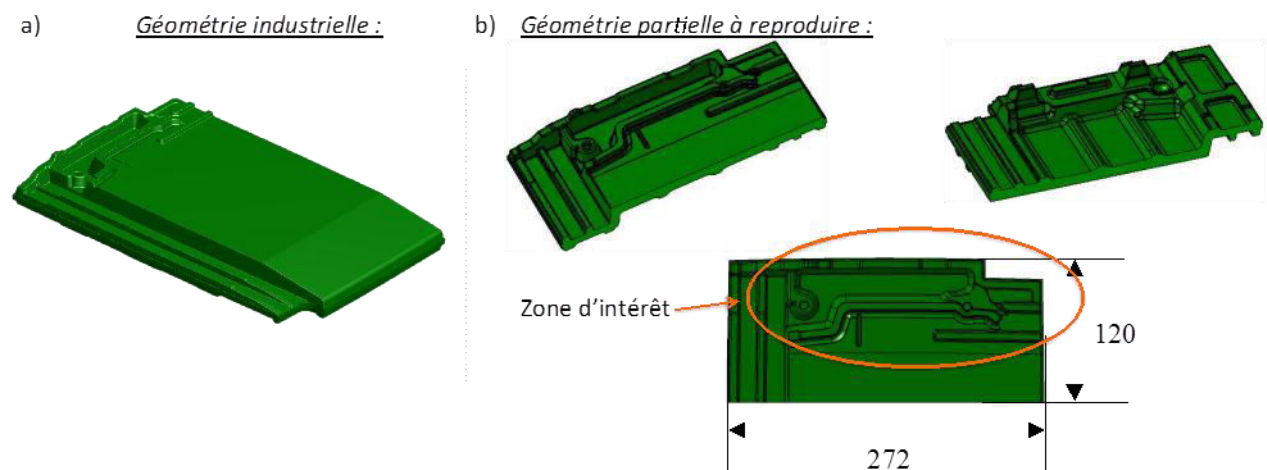 a) Géométrie industrielle :
b) Géométrie partielle à reproduire :
Zone d'intérêt
120
272